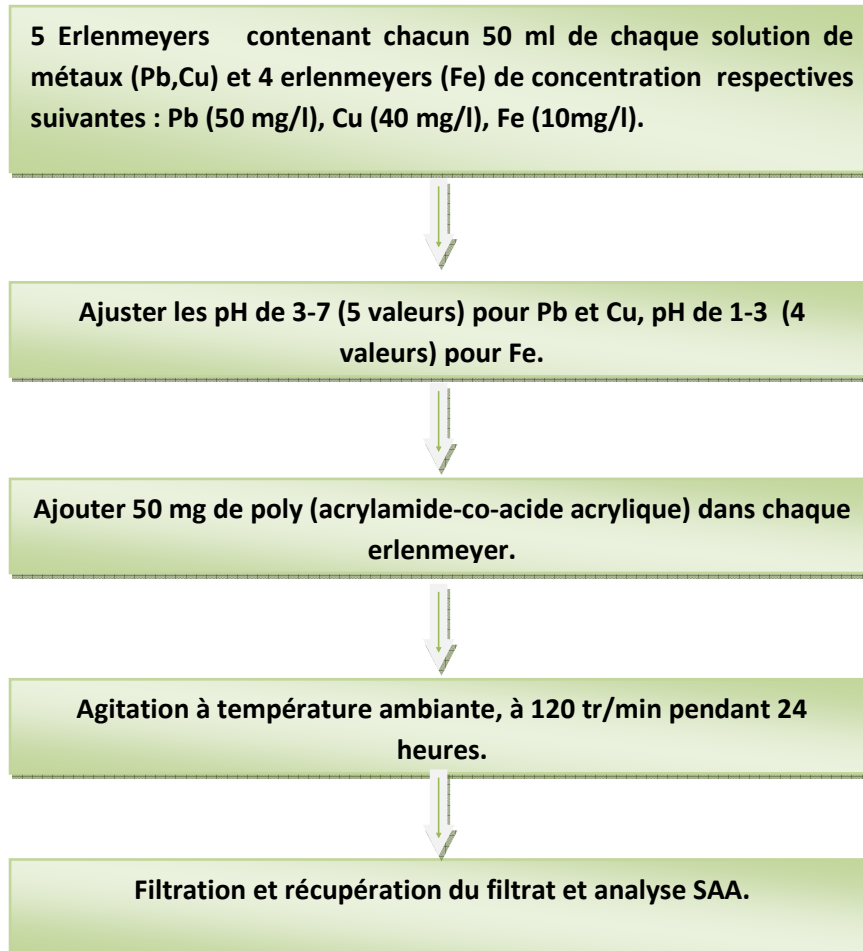 5 Erlenmeyers contenant chacun 50 ml de chaque solution de
métaux (Pb,Cu) et 4 erlenmeyers (Fe) de concentration respectives
suivantes : Pb (50 mg/l), Cu (40 mg/l), Fe (10mg/l).
Ajuster les pH de 3-7 (5 valeurs) pour Pb et Cu, pH de 1-3 (4
valeurs) pour Fe.
Ajouter 50 mg de poly (acrylamide-co-acide acrylique) dans chaque
erlenmeyer.
Agitation à température ambiante, à 120 tr/min pendant 24
heures.
Filtration et récupération du filtrat et analyse SAA.